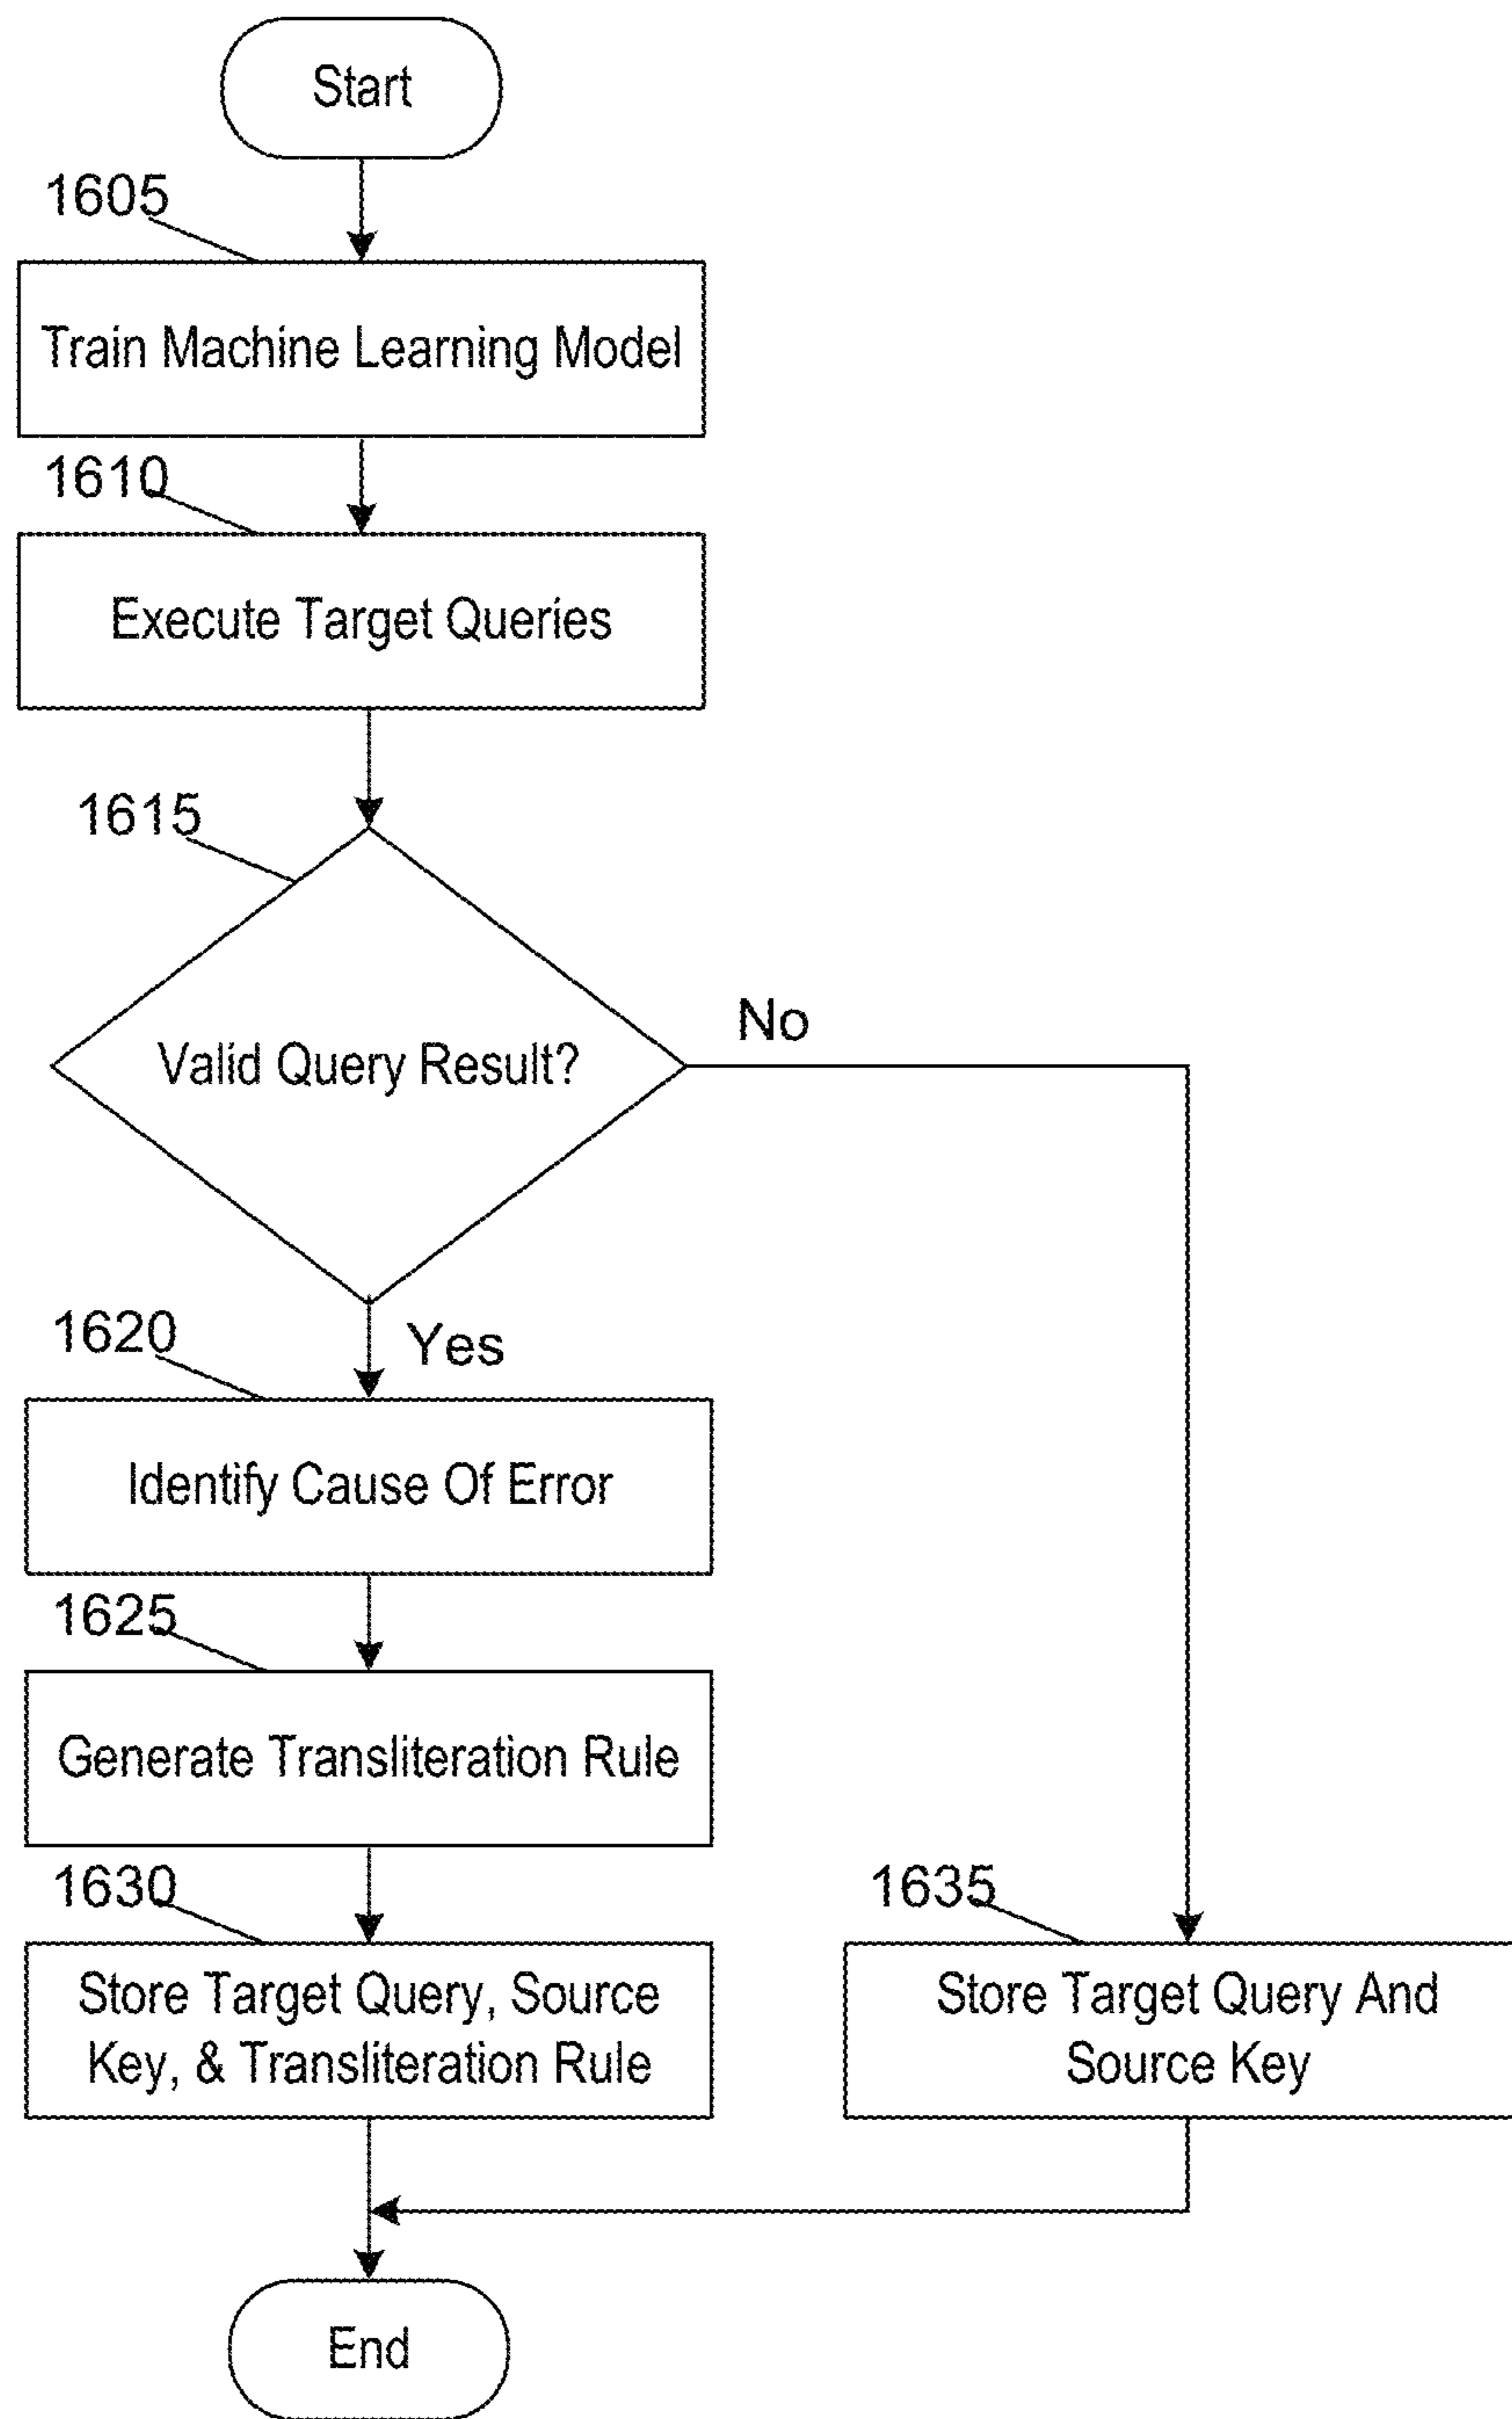 Start
1605
Train Machine Learning Model
1610
Execute Target Queries
1615
Valid Query Result?
No
Yes
1620
Identify Cause Of Error
1625
Generate Transliteration Rule
1630
Store Target Query, Source
Key, & Transliteration Rule
1635
Store Target Query And
Source Key
End